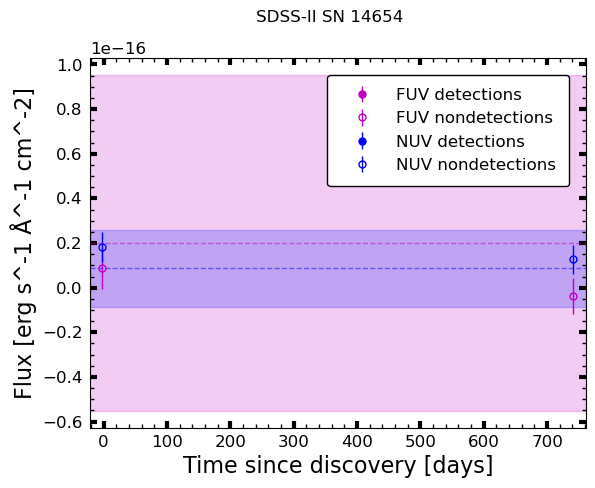 SDSS-II SN 14654
1e−16
1.0
0.8
0.6
0.4
0.2
0.0
−0.2
−0.4
−0.6
FUV detections
FUV nondetections
NUV detections
NUV nondetections
Flux [erg s^-1 Å^-1 cm^-2]
0 100 200 300 400 500 600 700
Time since discovery [days]